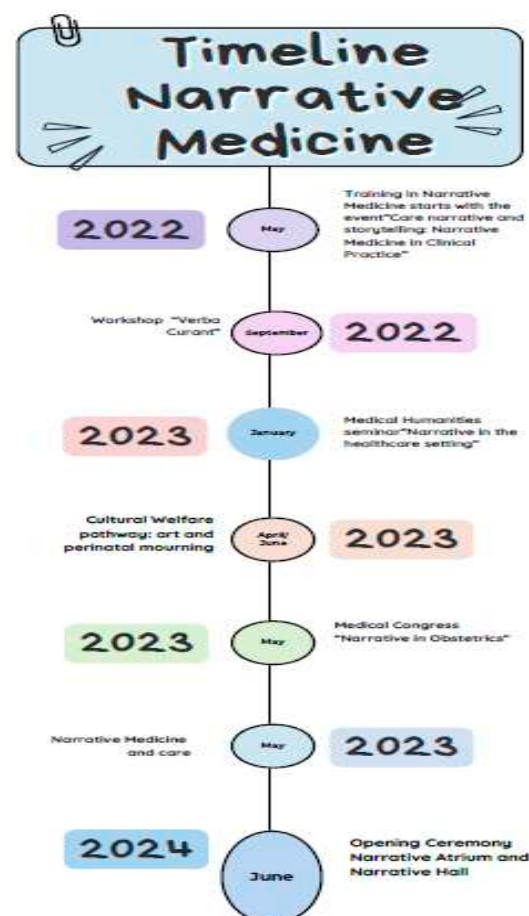 Timeline
Narrative
Medicine
2022
May
Training in Narrative
Medicine starts with the
event"Care narrative and
storytelling: Narrative
Medicine in Clinical
Practice"
Workshop "Verba
Curant"
September
2022
2023
January
Medical Humanities
seminar"Narrative in the
healthcare setting"
Cultural Welfare
pathway: art and
perinatal mourning
April/
June
2023
2023
May
Medical Congress
"Narrative in Obstetrics"
Narrative Medicine
and care
May
2023
2024
June
Opening Ceremony
Narrative Atrium and
Narrative Hall